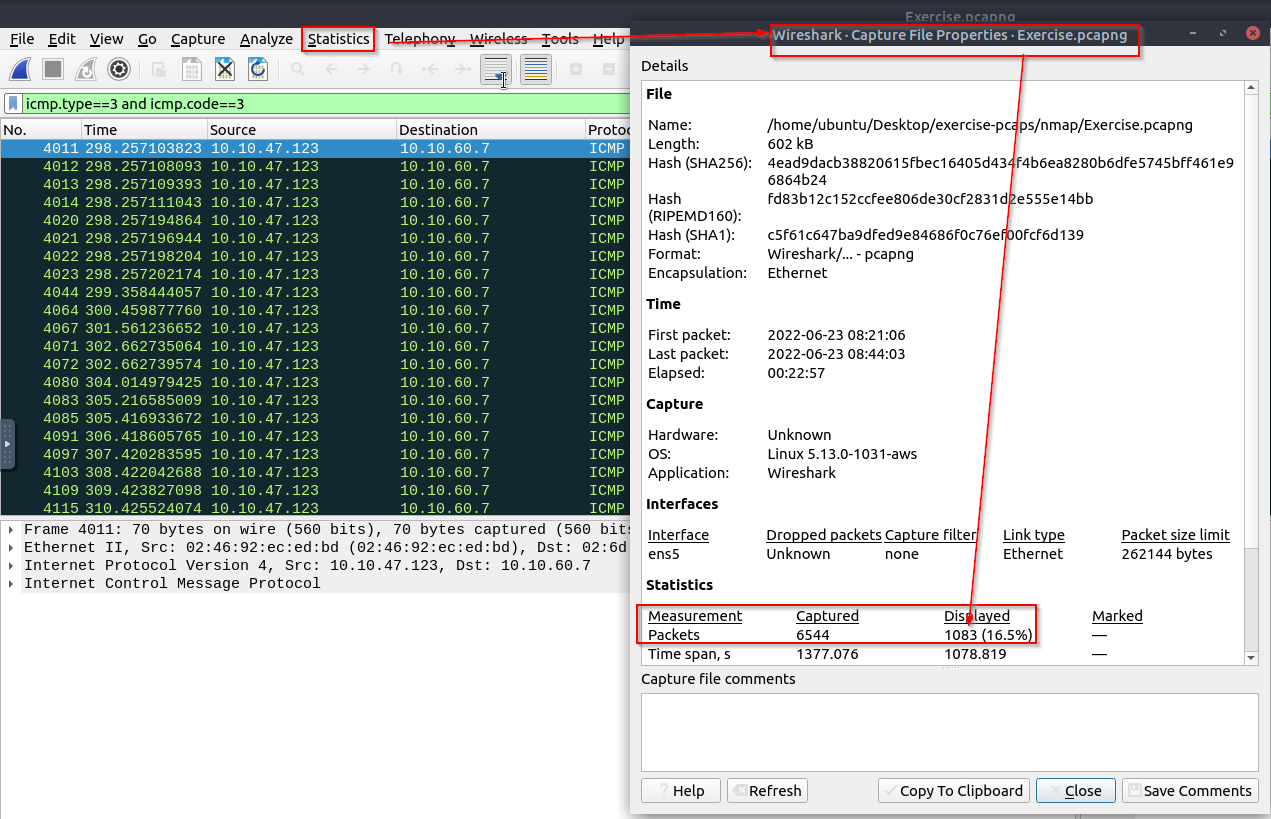 Exercise.pcapng
File Edit View Go Capture Analyze Statistics Telephony Wireless Tools Help
icmp.type==3 and icmp.code==3
No. Time Source Destination Protoc
4011 298.257103823 10.10.47.123 10.10.60.7 ICMP
4012 298.257108093 10.10.47.123 10.10.60.7 ICMP
4013 298.257109393 10.10.47.123 10.10.60.7 ICMP
4014 298.257111043 10.10.47.123 10.10.60.7 ICMP
4020 298.257194864 10.10.47.123 10.10.60.7 ICMP
4021 298.257196944 10.10.47.123 10.10.60.7 ICMP
4022 298.257198204 10.10.47.123 10.10.60.7 ICMP
4023 298.257202174 10.10.47.123 10.10.60.7 ICMP
4044 299.358444057 10.10.47.123 10.10.60.7 ICMP
4064 300.459877760 10.10.47.123 10.10.60.7 ICMP
4067 301.561236652 10.10.47.123 10.10.60.7 ICMP
4071 302.662735064 10.10.47.123 10.10.60.7 ICMP
4072 302.662739574 10.10.47.123 10.10.60.7 ICMP
4080 304.014979425 10.10.47.123 10.10.60.7 ICMP
4083 305.216585009 10.10.47.123 10.10.60.7 ICMP
4085 305.416933672 10.10.47.123 10.10.60.7 ICMP
4091 306.418605765 10.10.47.123 10.10.60.7 ICMP
4097 307.420283595 10.10.47.123 10.10.60.7 ICMP
4103 308.422042688 10.10.47.123 10.10.60.7 ICMP
4109 309.423827098 10.10.47.123 10.10.60.7 ICMP
4115 310.425524074 10.10.47.123 10.10.60.7 ICMP
Frame 4011: 70 bytes on wire (560 bits), 70 bytes captured (560 bits
Ethernet II, Src: 02:46:92:ec:ed:bd (02:46:92:ec:ed:bd), Dst: 02:6d
Internet Protocol Version 4, Src: 10.10.47.123, Dst: 10.10.60.7
Internet Control Message Protocol
Wireshark · Capture File Properties · Exercise.pcapng
Details
File
Name: /home/ubuntu/Desktop/exercise-pcaps/nmap/Exercise.pcapng
Length: 602 kB
Hash (SHA256): 4ead9dacb38820615fbec16405d434f4b6ea8280b6dfe5745bff461e9
6864b24
Hash fd83b12c152ccfee806de30cf2831d2e555e14bb
(RIPEMD160):
Hash (SHA1): c5f61c647ba9dfed9e84686f0c76ef00fcf6d139
Format: Wireshark/... - pcapng
Encapsulation: Ethernet
Time
First packet: 2022-06-23 08:21:06
Last packet: 2022-06-23 08:44:03
Elapsed: 00:22:57
Capture
Hardware: Unknown
OS: Linux 5.13.0-1031-aws
Application: Wireshark
Interfaces
Interface Dropped packets Capture filter Link type Packet size limit
ens5 Unknown none Ethernet 262144 bytes
Statistics
Measurement Captured Displayed Marked
Packets 6544 1083 (16.5%) —
Time span, s 1377.076 1078.819 —
Capture file comments
Help Refresh Copy To Clipboard Close Save Comments